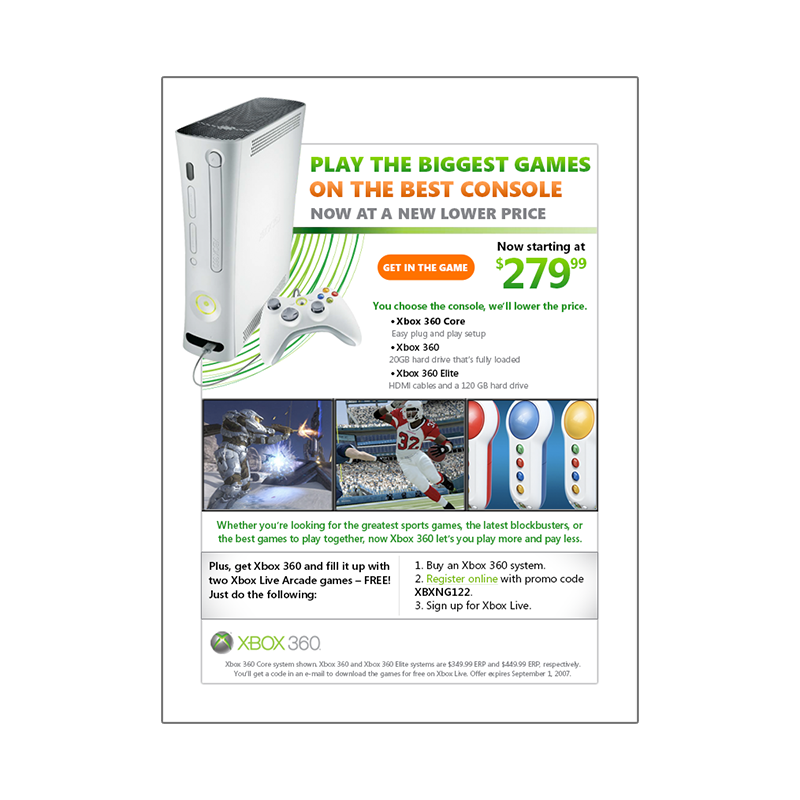 PLAY THE BIGGEST GAMES
ON THE BEST CONSOLE
NOW AT A NEW LOWER PRICE
Now starting at
GET IN THE GAME
$279.99
You choose the console, we'll lower the price.
• Xbox 360 Core
Easy plug and play setup
• Xbox 360
20GB hard drive that's fully loaded
• Xbox 360 Elite
HDMI cables and a 120 GB hard drive
32
Whether you're looking for the greatest sports games, the latest blockbusters, or
the best games to play together, now Xbox 360 let's you play more and pay less.
Plus, get Xbox 360 and fill it up with
two Xbox Live Arcade games – FREE!
Just do the following:
1. Buy an Xbox 360 system.
2. Register online with promo code
XBXNG122.
3. Sign up for Xbox Live.
XBOX 360
Xbox 360 Core system shown. Xbox 360 and Xbox 360 Elite systems are $349.99 ERP and $449.99 ERP, respectively.
You'll get a code in an e-mail to download the games for free on Xbox Live. Offer expires September 1, 2007.